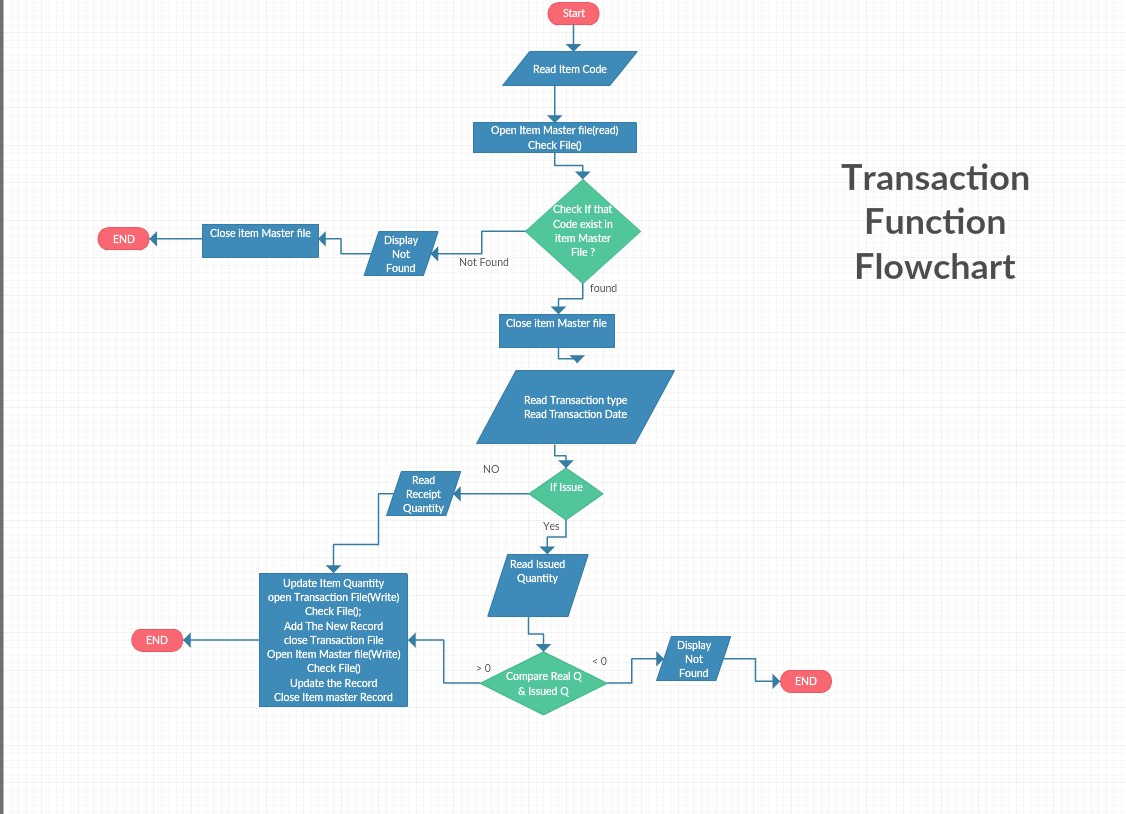 Start
Read Item Code
Open Item Master file(read)
Check File()
Transaction
Function
Flowchart
Check If that
Code exist in
item Master
File ?
END
Close item Master file
Display
Not
Found
Not Found
found
Close item Master file
Read Transaction type
Read Transaction Date
NO
If Issue
Read
Receipt
Quantity
Yes
Read Issued
Quantity
Update Item Quantity
open Transaction File(Write)
Check File();
Add The New Record
close Transaction File
Open Item Master file(Write)
Check File()
Update the Record
Close Item master Record
END
> 0
< 0
Compare Real Q
& Issued Q
Display
Not
Found
END